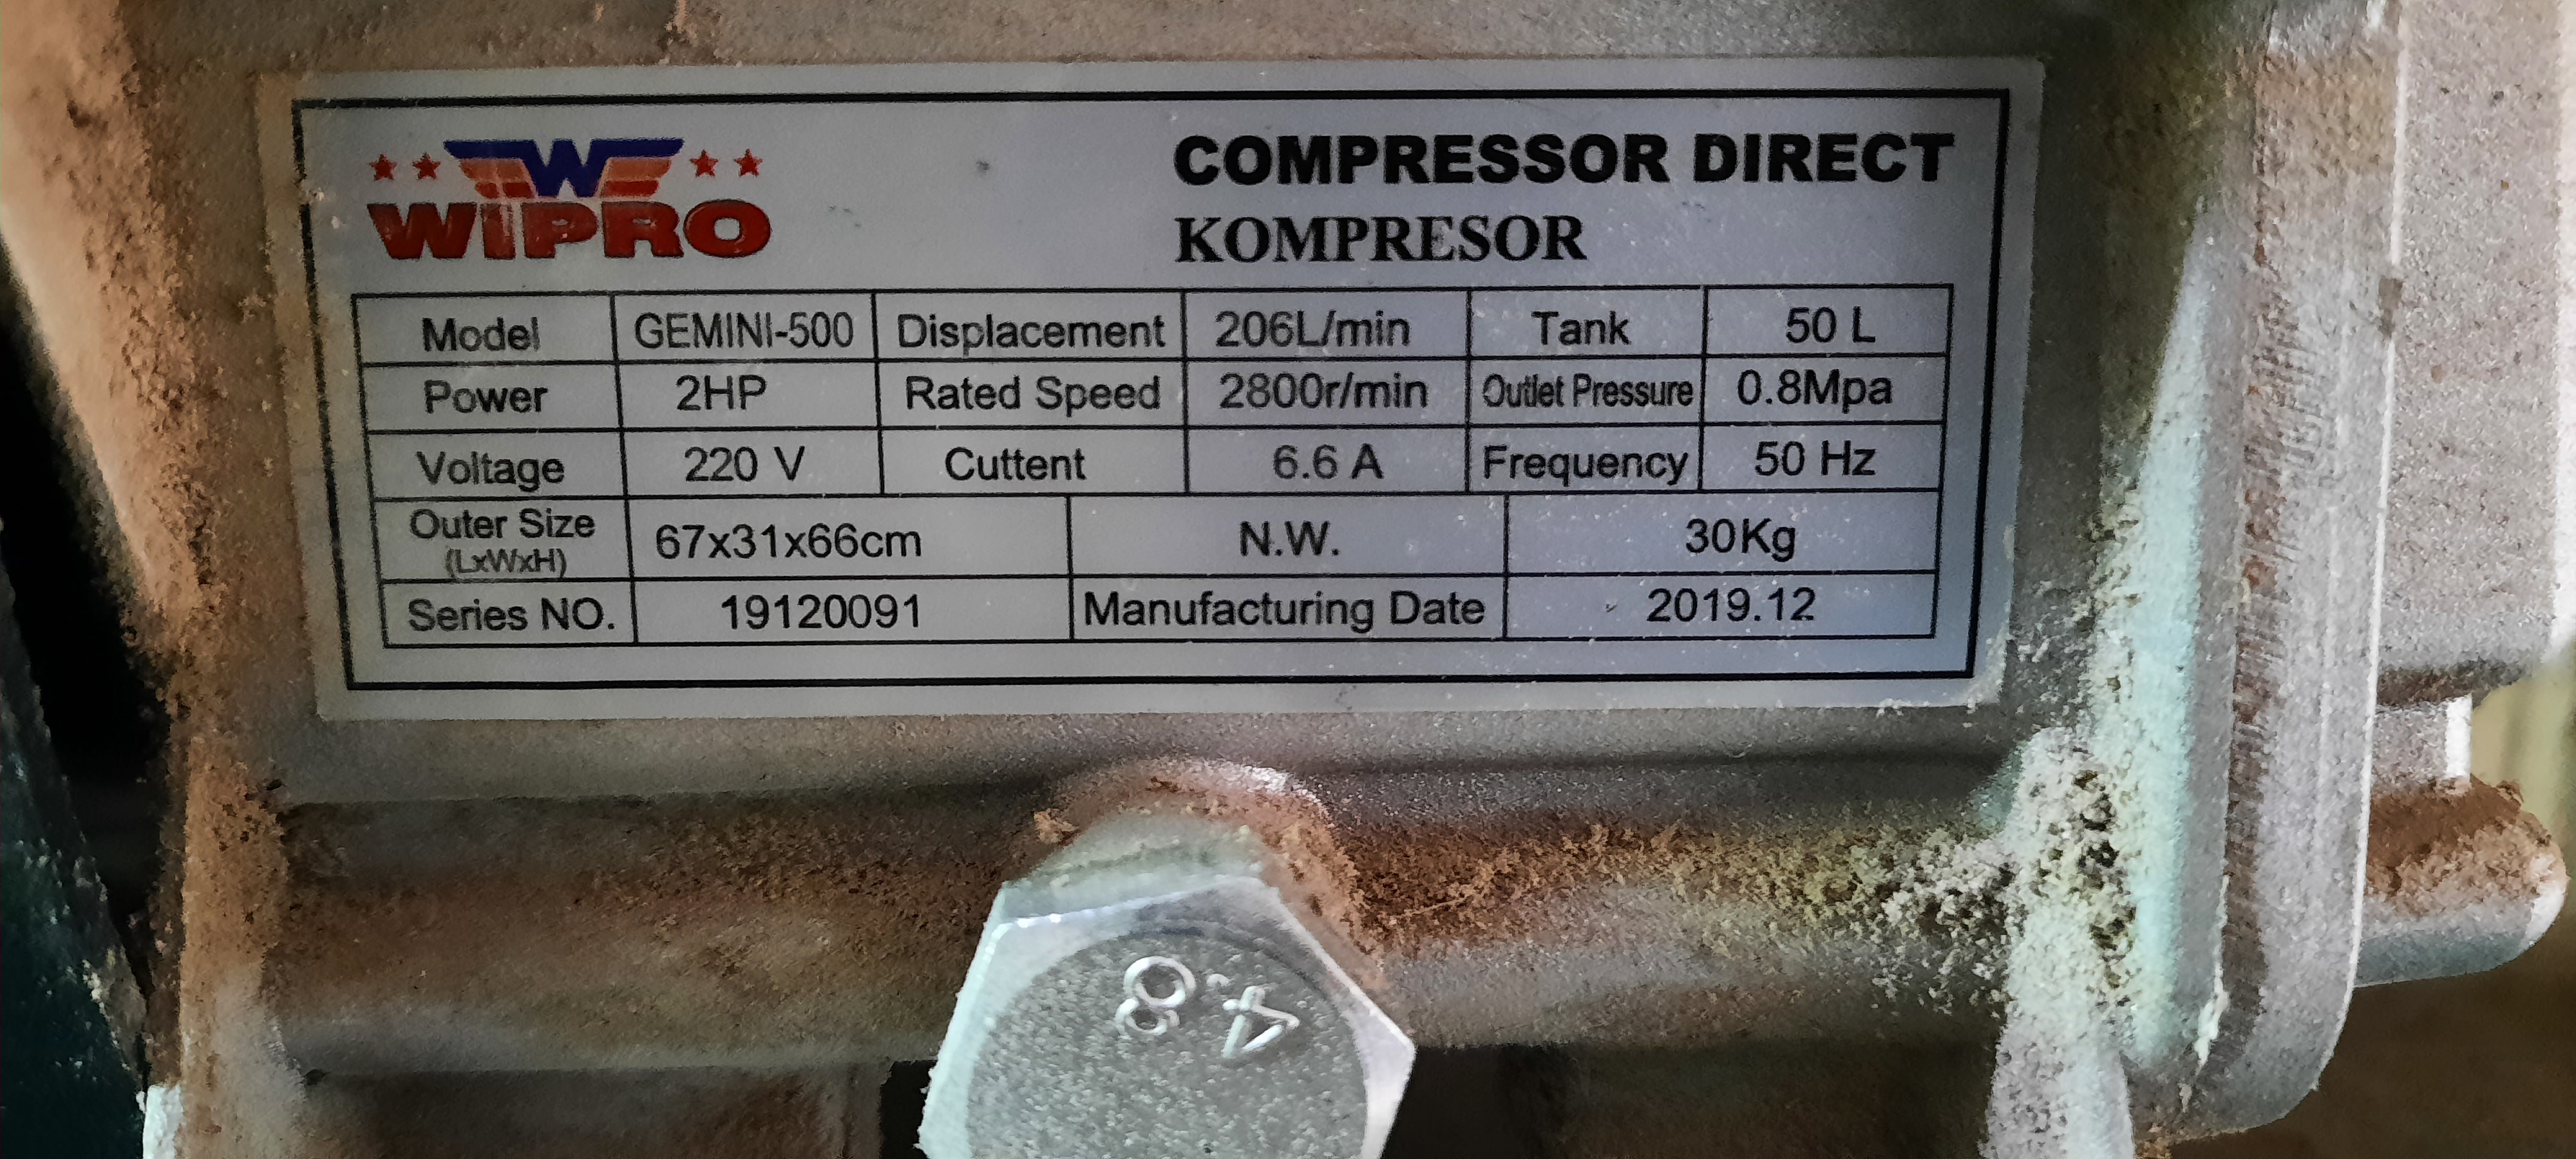 W
WIPRO
COMPRESSOR DIRECT
KOMPRESOR
Model GEMINI-500 Displacement 206L/min Tank 50 L
Power 2HP Rated Speed 2800r/min Outlet Pressure 0.8Mpa
Voltage 220 V Cuttent 6.6 A Frequency 50 Hz
Outer Size (LxWxH) 67x31x66cm N.W. 30Kg
Series NO. 19120091 Manufacturing Date 2019.12
8.4